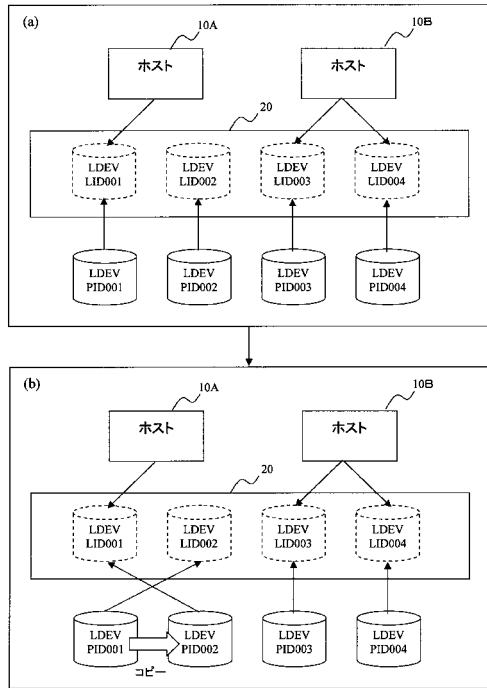 (a)
10A
10B
ホスト
ホスト
20
LDEV
LID001
LDEV
LID002
LDEV
LID003
LDEV
LID004
LDEV
PID001
LDEV
PID002
LDEV
PID003
LDEV
PID004
(b)
10A
10B
ホスト
ホスト
20
LDEV
LID001
LDEV
LID002
LDEV
LID003
LDEV
LID004
LDEV
PID001
LDEV
PID002
LDEV
PID003
LDEV
PID004
コピー